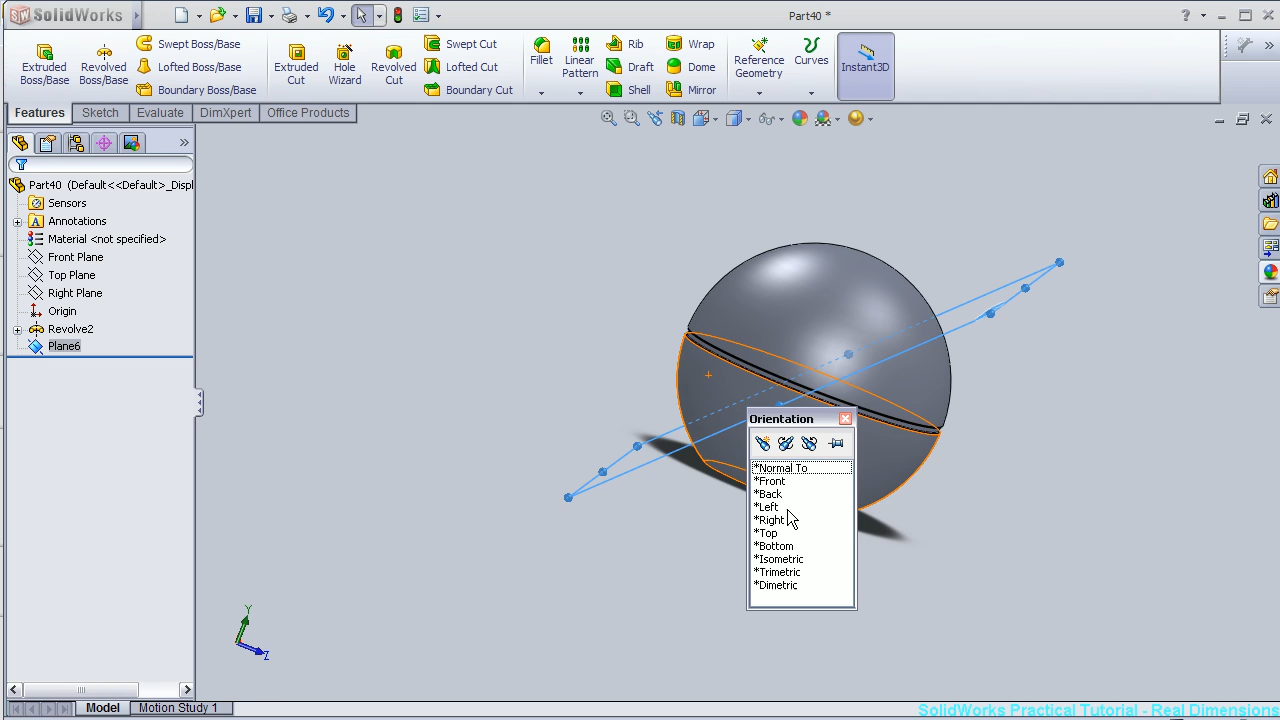 SW SolidWorks
Part40 *
?
Extruded Boss/Base
Revolved Boss/Base
Swept Boss/Base
Lofted Boss/Base
Boundary Boss/Base
Extruded Cut
Hole Wizard
Revolved Cut
Swept Cut
Lofted Cut
Boundary Cut
Fillet
Linear Pattern
Rib
Draft
Shell
Wrap
Dome
Mirror
Reference Geometry
Curves
Instant3D
Features
Sketch
Evaluate
DimXpert
Office Products
Part40 (Default<<Default>_Displ
Sensors
A Annotations
Material <not specified>
Front Plane
Top Plane
Right Plane
Origin
Revolve2
Plane6
Orientation
*Normal To
*Front
*Back
*Left
*Right
*Top
*Bottom
*Isometric
*Trimetric
*Dimetric
Y
Z
Model
Motion Study 1
SolidWorks Practical Tutorial - Real Dimensions